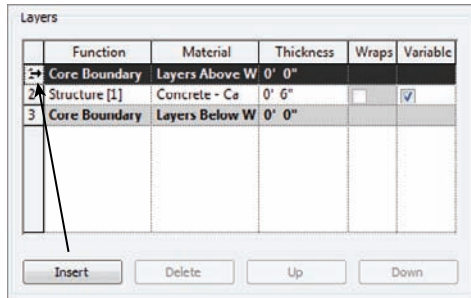 Layers
Function Material Thickness Wraps Variable
Core Boundary Layers Above W 0' 0"
2 Structure [1] Concrete - Ca 0' 6"
3 Core Boundary Layers Below W 0' 0"
Insert Delete Up Down